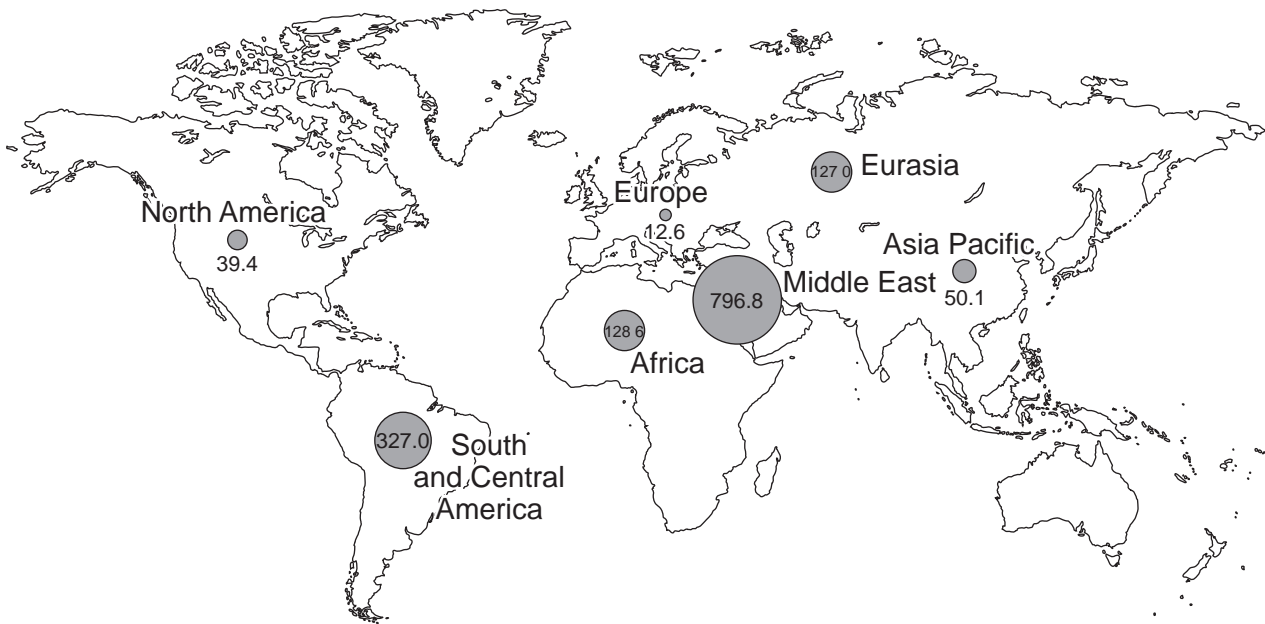 North America
39.4
Europe
12.6
127 0
Eurasia
Asia Pacific
50.1
796.8
Middle East
128 6
Africa
327.0
South
and Central
America